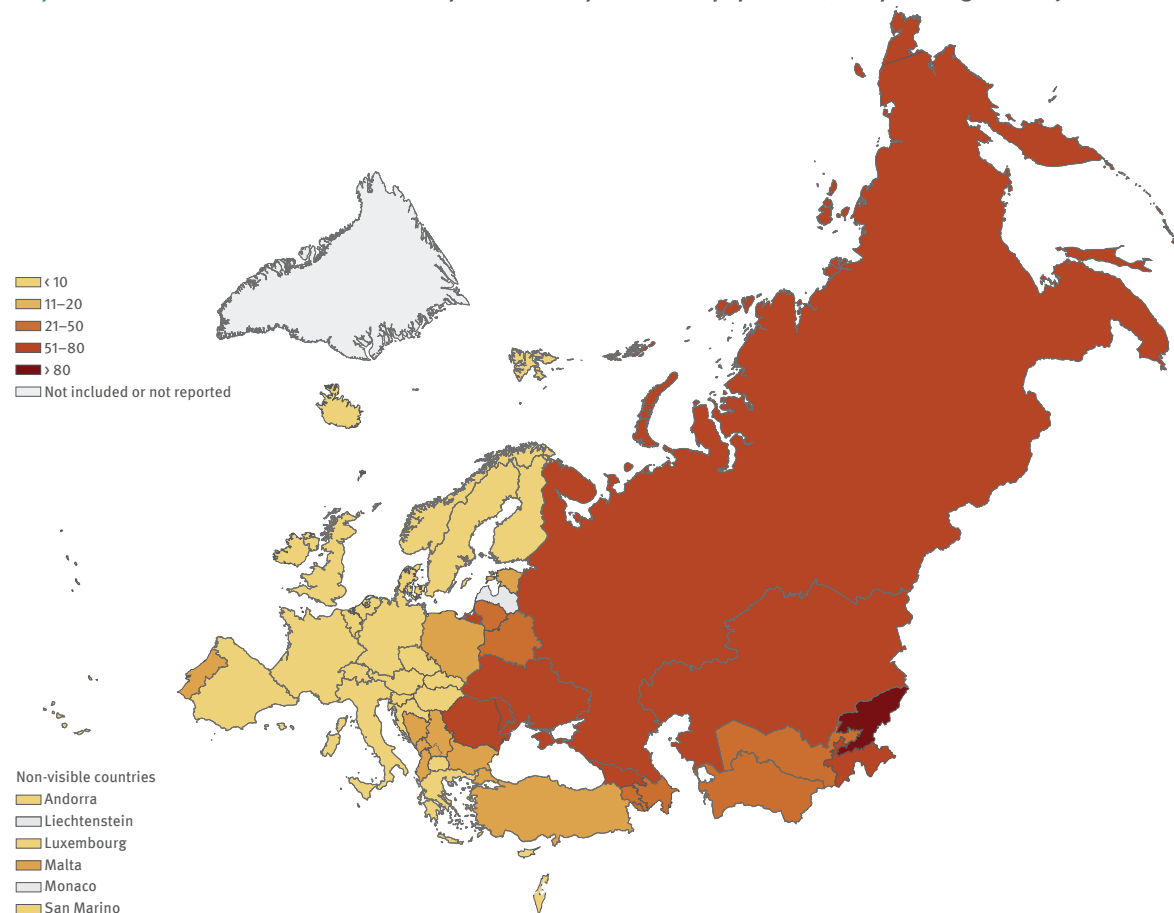 < 10
11–20
21–50
51–80
> 80
Not included or not reported
Non-visible countries
Andorra
Liechtenstein
Luxembourg
Malta
Monaco
San Marino